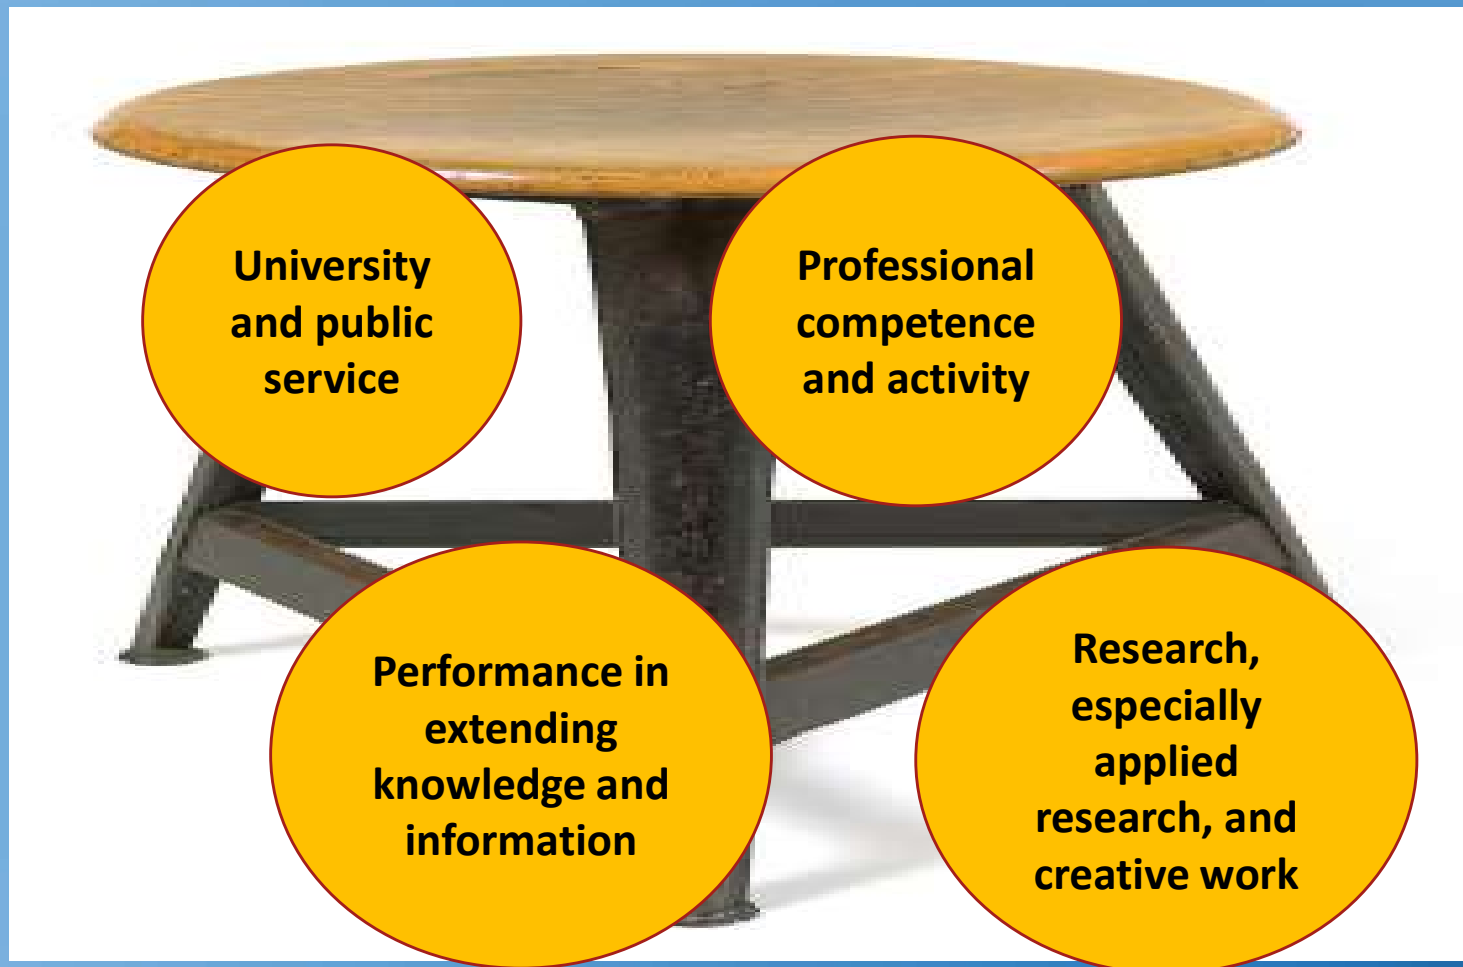 University
and public
service
Professional
competence
and activity
Performance in
extending
knowledge and
information
Research,
especially
applied
research, and
creative work